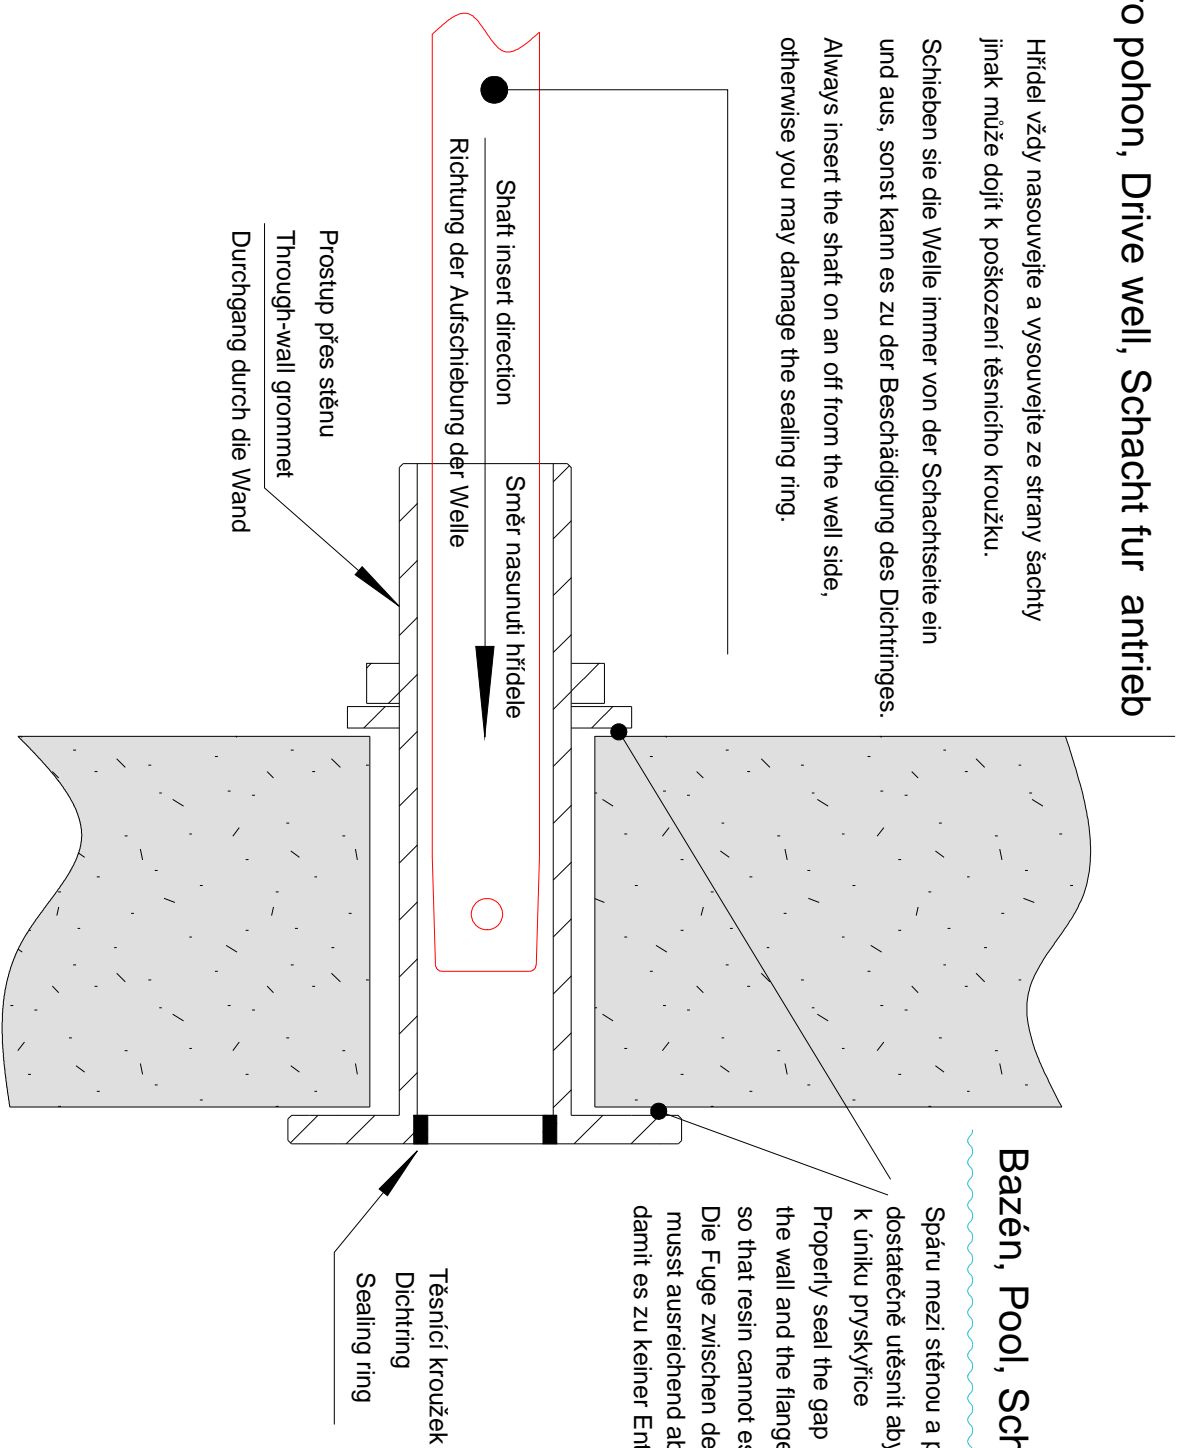 ro pohon, Drive well, Schacht fur antrieb
Hřídel vždy nasouvejte a vysouvejte ze strany šachty
jinak může dojít k poškození těsnicího kroužku.
Schieben sie die Welle immer von der Schachtseite ein
und aus, sonst kann es zu der Beschädigung des Dichtringes.
Always insert the shaft on an off from the well side,
otherwise you may damage the sealing ring.
Shaft insert direction
Richtung der Aufschiebung der Welle
Směr nasunuti hřídele
Prostup přes stěnu
Through-wall grommet
Durchgang durch die Wand
Bazén, Pool, Sch
Spáru mezi stěnou a p
dostatečně utěsnit aby
k úniku pryskyřice
Properly seal the gap
the wall and the flange
so that resin cannot es
Die Fuge zwischen de
musst ausreichend ab
damit es zu keiner Ent
Těsnící kroužek
Dichtring
Sealing ring